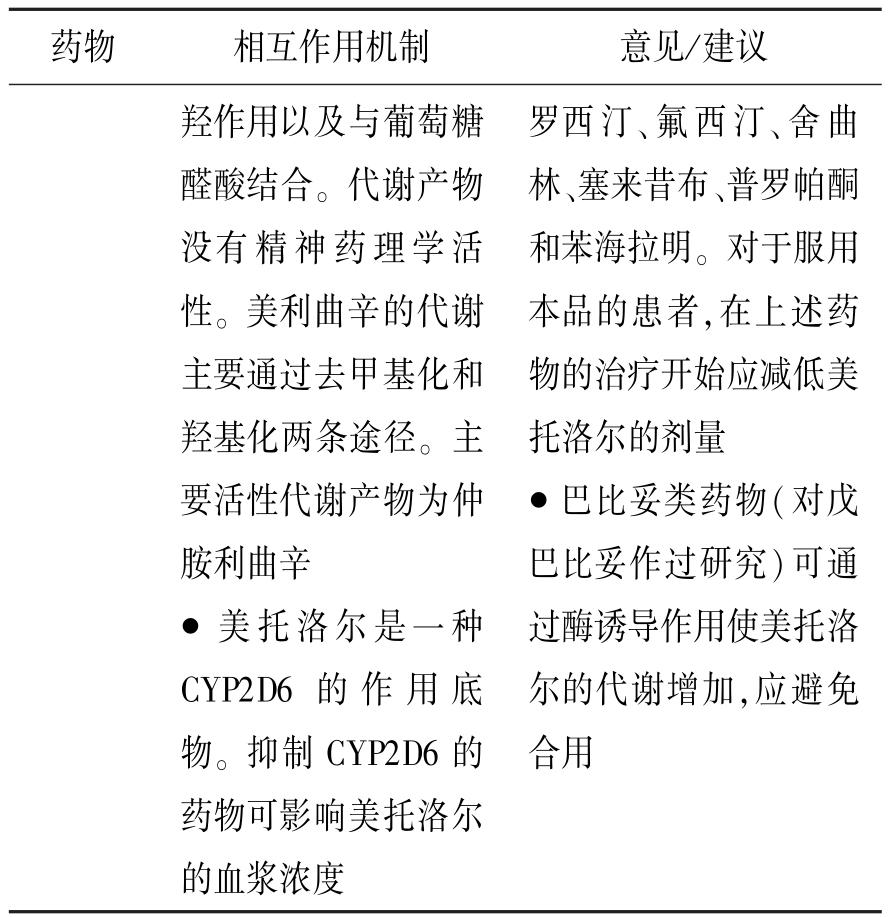 药物 相互作用机制 意见/建议
羟作用以及与葡萄糖
醛酸结合。代谢产物
没有精神药理学活
性。美利曲辛的代谢
主要通过去甲基化和
羟基化两条途径。主
要活性代谢产物为仲
胺利曲辛
● 美托洛尔是一种
CYP2D6 的作用底
物。抑制 CYP2D6 的
药物可影响美托洛尔
的血浆浓度
罗西汀、氟西汀、舍曲
林、塞来昔布、普罗帕酮
和苯海拉明。对于服用
本品的患者,在上述药
物的治疗开始应减低美
托洛尔的剂量
● 巴比妥类药物(对戊
巴比妥作过研究)可通
过酶诱导作用使美托洛
尔的代谢增加,应避免
合用